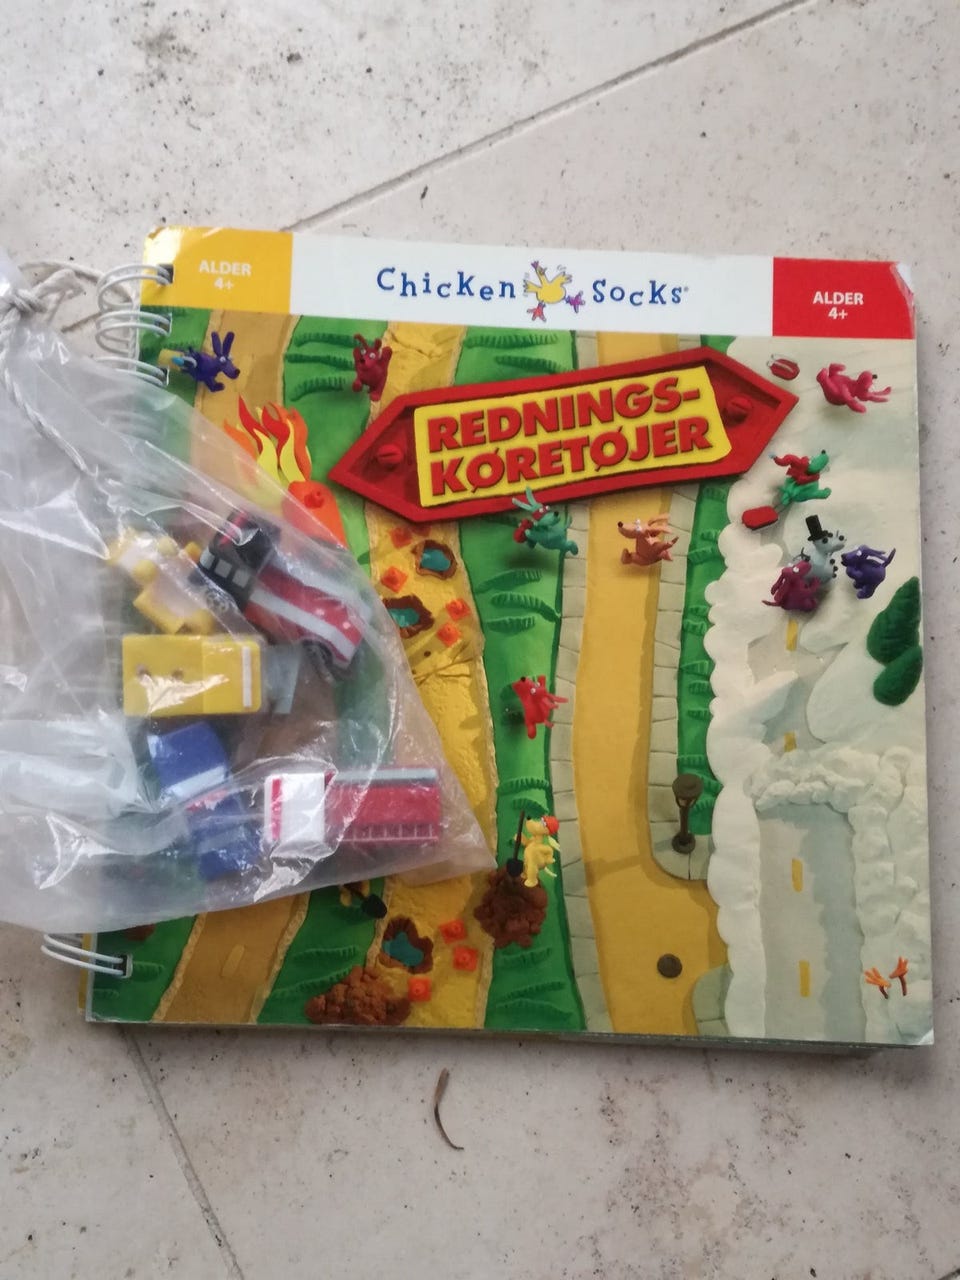 ALDER
4+
Chicken Socks®
ALDER
4+
REDNINGS-
KØRETØJER